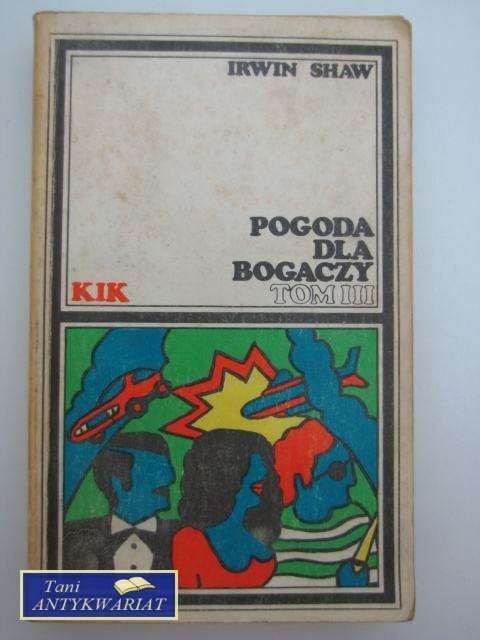 IRWIN SHAW
POGODA
DLA
BOGACZY
KIK TOM III
Tani
ANTYKWARIAT